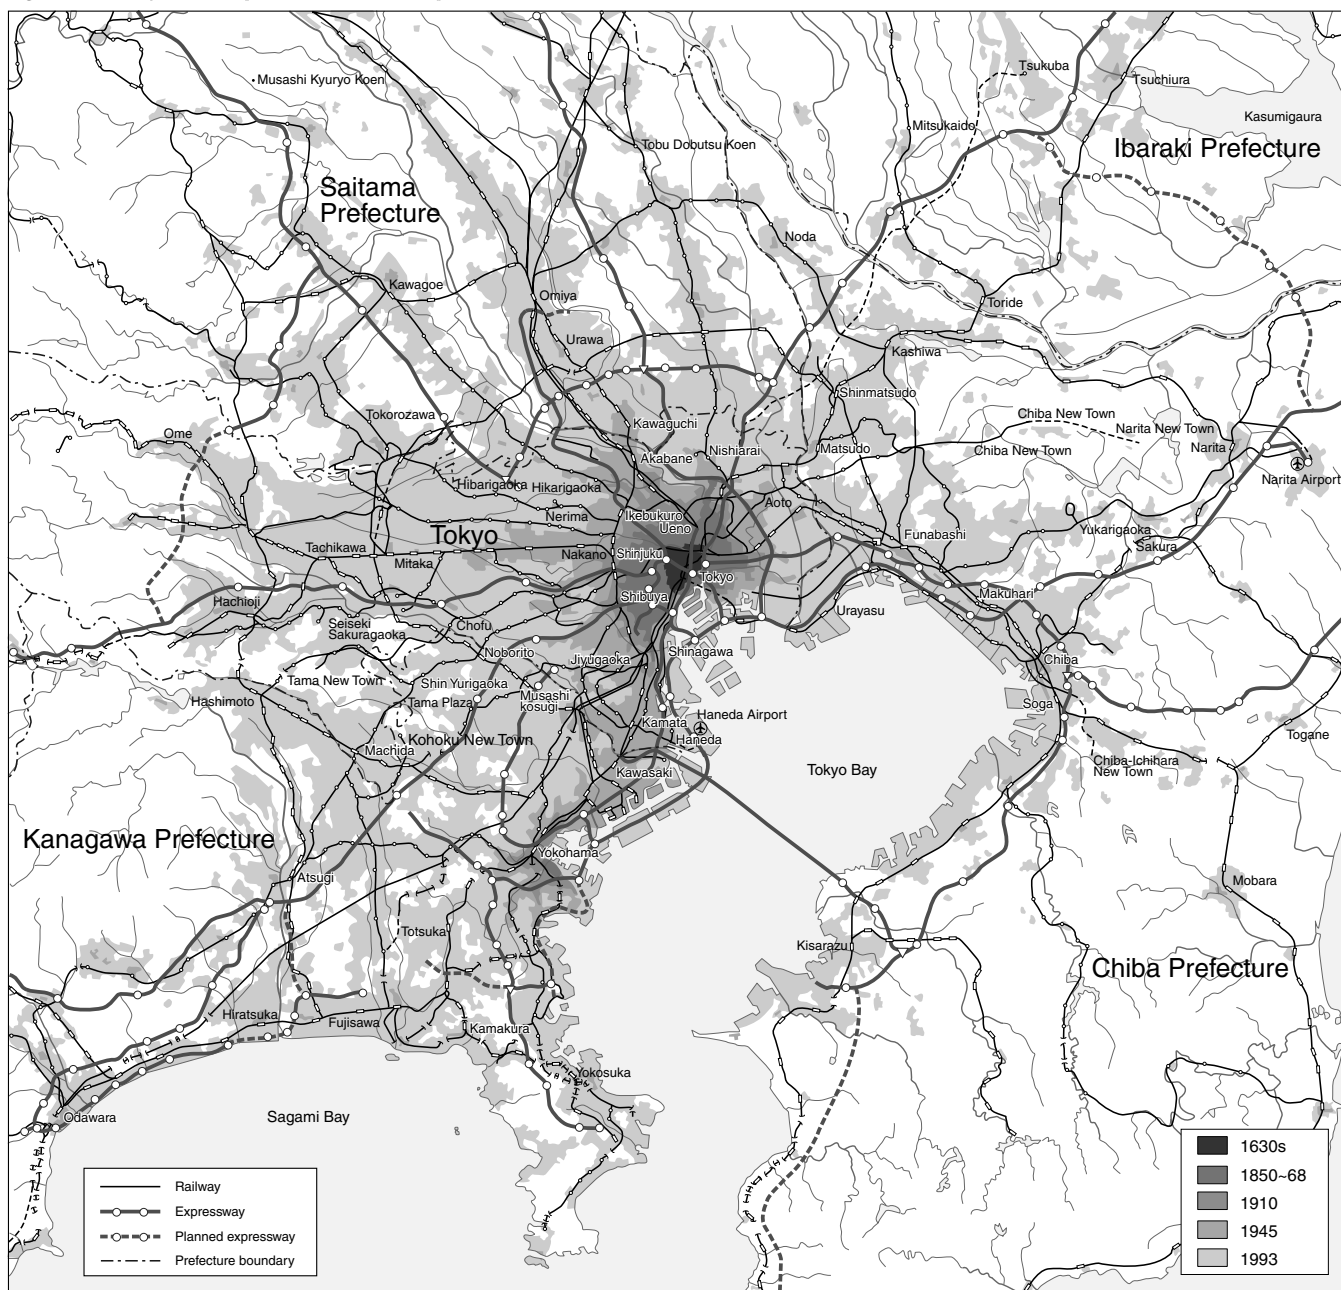 Musashi Kyuryo Koen
Tsukuba
Tsuchiura
Kasumigaura
Mitsukaido
Tobu Dobutsu Koen
Ibaraki Prefecture
Saitama
Prefecture
Noda
Kawagoe
Omiya
Toride
Urawa
Kashiwa
Shinmatsudo
Tokorozawa
Kawaguchi
Chiba New Town
Narita New Town
Ome
Akabane
Nishiarai
Matsudo
Chiba New Town
Narita
Narita Airport
Hibarigaoka
Hikarigaoka
Aoto
Nerima
Ikebukuro
Ueno
Yukarigaoka
Tokyo
Funabashi
Sakura
Tachikawa
Nakano
Shinjuku
Mitaka
Tokyo
Hachioji
Shibuya
Makuhari
Urayasu
Seiseki
Sakuragaoka
Chofu
Shinagawa
Noborito
Jiyugaoka
Chiba
Tama New Town
Shin Yurigaoka
Hashimoto
Tama Plaza
Musashi
kosugi
Soga
Kamata
Haneda Airport
Haneda
Togane
Kohoku New Town
Machida
Chiba-Ichihara
New Town
Kawasaki
Tokyo Bay
Kanagawa Prefecture
Yokohama
Atsugi
Mobara
Totsuka
Kisarazu
Chiba Prefecture
Hiratsuka
Fujisawa
Kamakura
Yokosuka
Odawara
Sagami Bay
Railway
Expressway
Planned expressway
Prefecture boundary
1630s
1850~68
1910
1945
1993